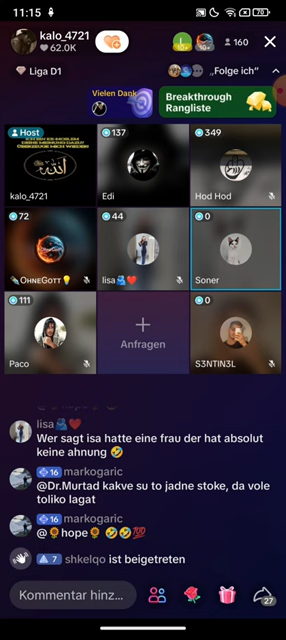 11:15
70
kalo_4721
62.0K
160
Liga D1
„Folge ich“
Vielen Dank
Breakthrough
Rangliste
Host
الله
kalo_4721
137
Edi
349
Hod Hod
72
OHNEGOTT
44
lisa
0
Soner
111
Paco
Anfragen
0
S3NTIN3L
lisa
Wer sagt isa hatte eine frau der hat absolut
keine ahnung 🤣
16 markogaric
@Dr.Murtad kakve su to jadne stoke, da vole
toliko lagat
16 markogaric
@🌻hope🌻 🤣🤣💯
7 shkelqo ist beigetreten
Kommentar hinz...
27